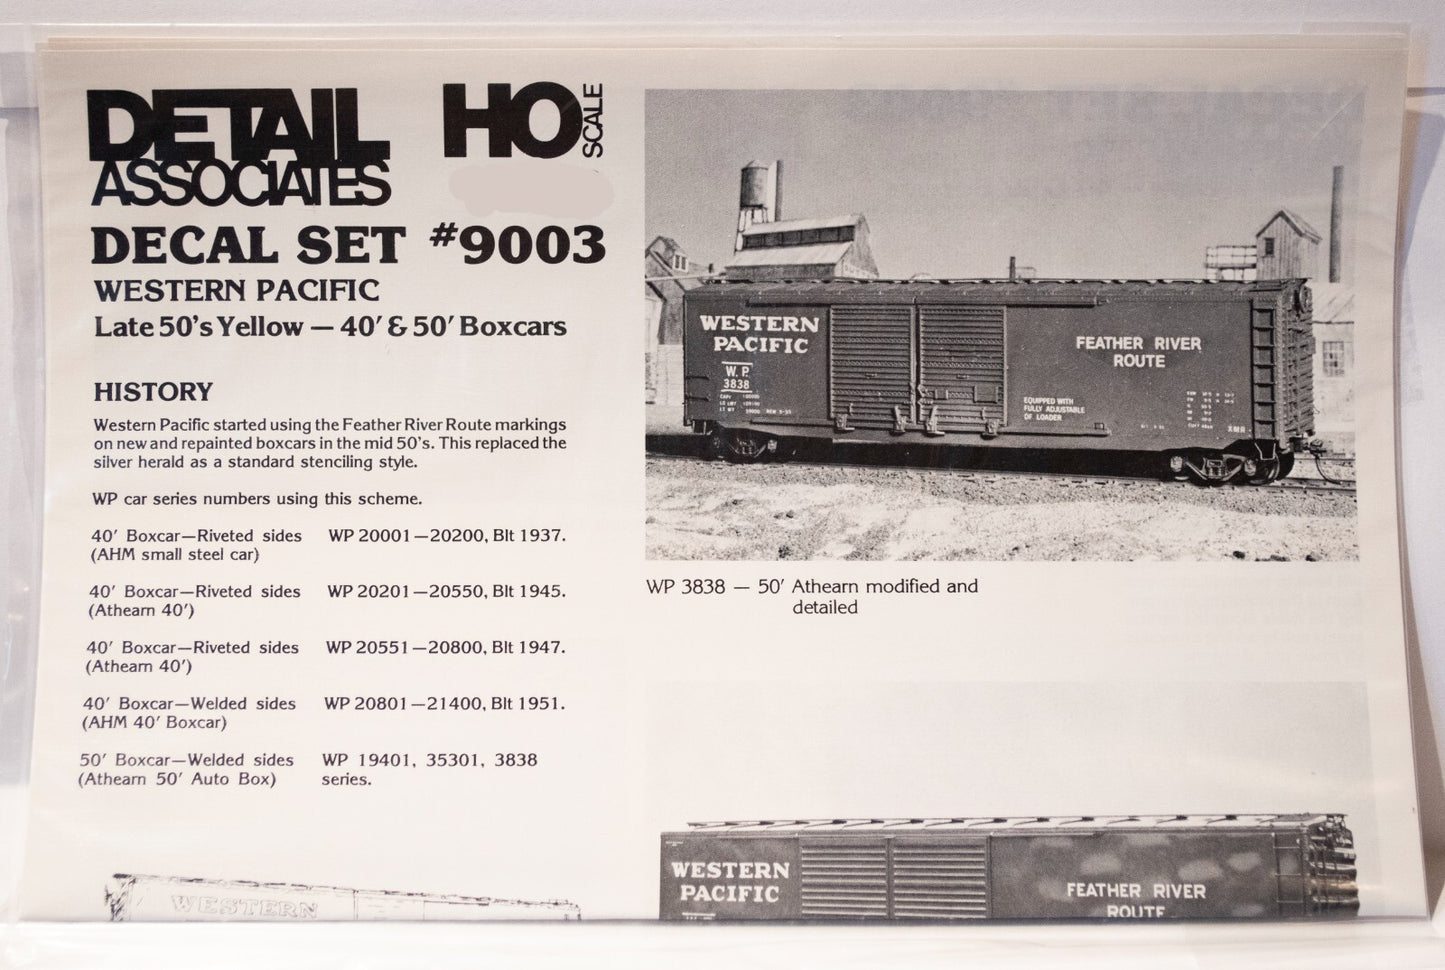 DETAIL
ASSOCIATES
HO SCALE
DECAL SET #9003
WESTERN PACIFIC
Late 50's Yellow — 40' & 50' Boxcars
HISTORY
Western Pacific started using the Feather River Route markings
on new and repainted boxcars in the mid 50's. This replaced the
silver herald as a standard stenciling style.
WP car series numbers using this scheme.
40' Boxcar—Riveted sides WP 20001—20200, Blt 1937.
(AHM small steel car)
40' Boxcar—Riveted sides WP 20201—20550, Blt 1945.
(Athearn 40')
40' Boxcar—Riveted sides WP 20551—20800, Blt 1947.
(Athearn 40')
40' Boxcar—Welded sides WP 20801—21400, Blt 1951.
(AHM 40' Boxcar)
50' Boxcar—Welded sides WP 19401, 35301, 3838
(Athearn 50' Auto Box) series.
WESTERN
WESTERN
PACIFIC
W.P.
3838
FEATHER RIVER
ROUTE
EQUIPPED WITH
FULLY ADJUSTABLE
OF LOADER
XMR
WP 3838 — 50' Athearn modified and
detailed
WESTERN
PACIFIC
FEATHER RIVER
ROUTE